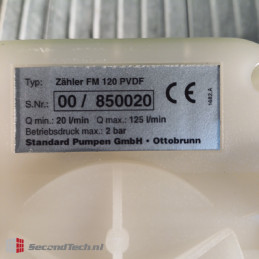 Typ: Zähler FM 120 PVDF
S.Nr.: 00 / 850020
CE
Q min.: 20 l/min Q max.: 125 l/min
Betriebsdruck max.: 2 bar
Standard Pumpen GmbH · Ottobrunn
SecondTech.nl